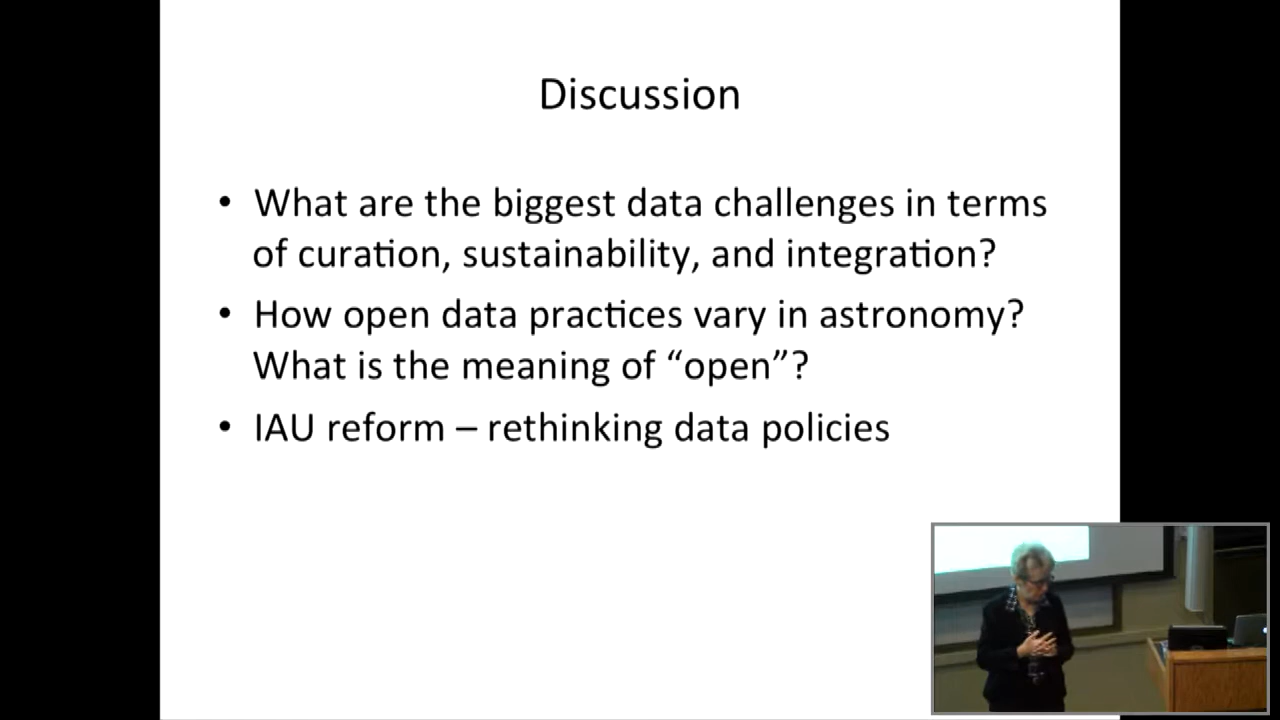 Discussion
• What are the biggest data challenges in terms
of curation, sustainability, and integration?
• How open data practices vary in astronomy?
What is the meaning of “open”?
• IAU reform – rethinking data policies